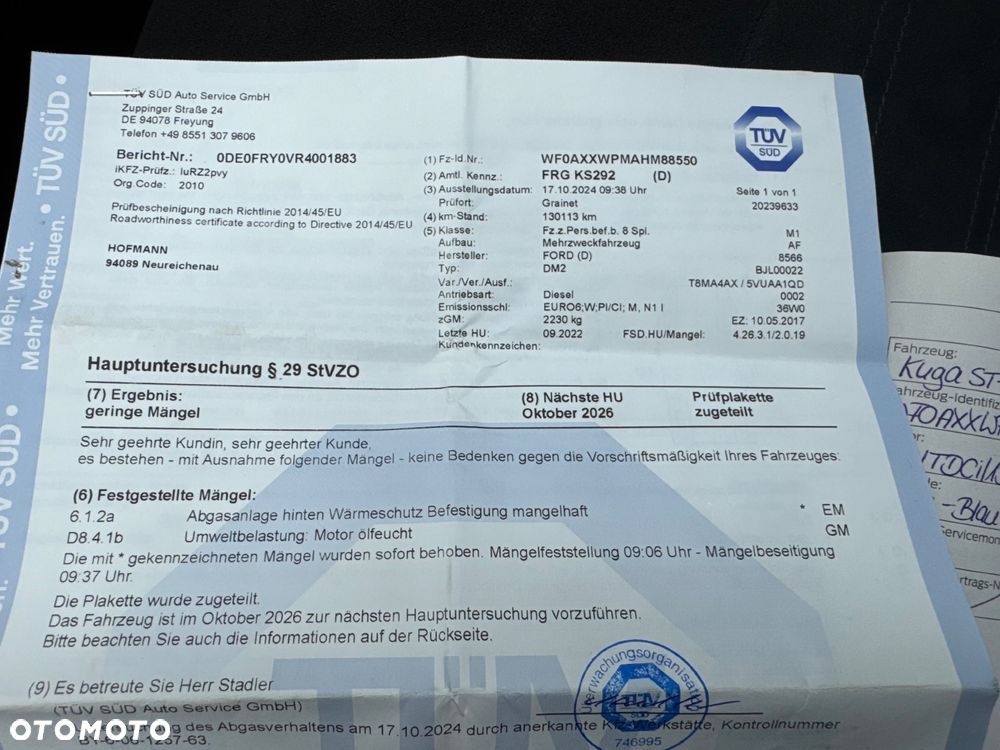 TÜV SÜD Auto Service GmbH
Zuppinger Straße 24
DE 94078 Freyung
Telefon +49 8551 307 9606
Bericht-Nr.: 0DE0FRY0VR4001883
iKFZ-Prüfz.: luRZ2pvy
Org.Code: 2010
Prüfbescheinigung nach Richtlinie 2014/45/EU
Roadworthiness certificate according to Directive 2014/45/EU
HOFMANN
94089 Neureichenau
TÜV
SÜD
(1) Fz-Id.Nr.: WF0AXXWPMAHM88550
(2) Amtl. Kennz.: FRG KS292 (D)
(3) Ausstellungsdatum: 17.10.2024 09:38 Uhr Seite 1 von 1
Prüfort: Grainet 20239633
(4) km-Stand: 130113 km
(5) Klasse: Fz.z.Pers.bef.b. 8 Spl. M1
Aufbau: Mehrzweckfahrzeug AF
Hersteller: FORD (D) 8566
Typ: DM2 BJL00022
Var./Ver./Ausf.: T8MA4AX / 5VUAA1QD
Antriebsart: Diesel 0002
Emissionsschl: EURO6;W;PI/CI; M, N1 I 36W0
zGM: 2230 kg EZ: 10.05.2017
Letzte HU: 09.2022 FSD.HU/Mangel: 4.26.3.1/2.0.19
Kundenkennzeichen:
Hauptuntersuchung § 29 StVZO
(7) Ergebnis: (8) Nächste HU Prüfplakette
geringe Mängel Oktober 2026 zugeteilt
Sehr geehrte Kundin, sehr geehrter Kunde,
es bestehen - mit Ausnahme folgender Mängel - keine Bedenken gegen die Vorschriftsmäßigkeit Ihres Fahrzeuges:
(6) Festgestellte Mängel:
6.1.2a Abgasanlage hinten Wärmeschutz Befestigung mangelhaft * EM
D8.4.1b Umweltbelastung: Motor ölfeucht GM
Die mit * gekennzeichneten Mängel wurden sofort behoben. Mängelfeststellung 09:06 Uhr - Mängelbeseitigung
09:37 Uhr.
Die Plakette wurde zugeteilt.
Das Fahrzeug ist im Oktober 2026 zur nächsten Hauptuntersuchung vorzuführen.
Bitte beachten Sie auch die Informationen auf der Rückseite.
(9) Es betreute Sie Herr Stadler
(TÜV SÜD Auto Service GmbH)
des Abgasverhaltens am 17.10.2024 durch anerkannte Kfz-Werkstätte, Kontrollnummer
TÜV
SÜD
746995
Mehr Wert.
Mehr Vertrauen.
TÜV SÜD
Fahrzeug:
Kuga ST-
OTOMOTO